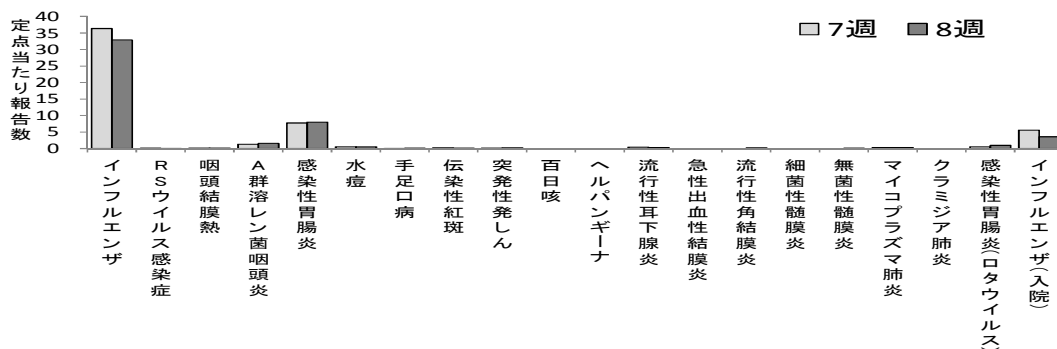 定点当たり報告数
40
35
30
25
20
15
10
5
0
7週 8週
インフルエンザ
RSウイルス感染症
咽頭結膜熱
A群溶レン菌咽頭炎
感染性胃腸炎
水痘
手足口病
伝染性紅斑
突発性発しん
百日咳
ヘルパンギーナ
流行性耳下腺炎
急性出血性結膜炎
流行性角結膜炎
細菌性髄膜炎
無菌性髄膜炎
マイコプラズマ肺炎
クラミジア肺炎
感染性胃腸炎(ロタウイルス)
インフルエンザ(入院)